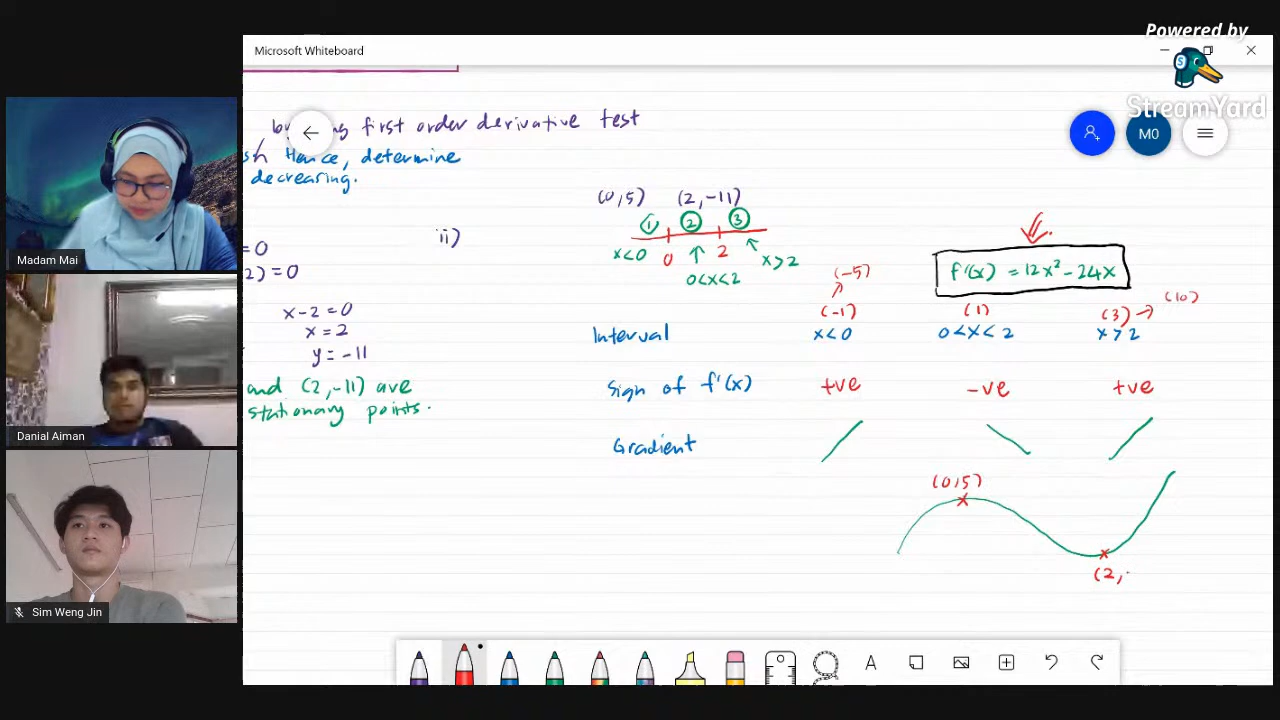 Powered by
StreamYard
Microsoft Whiteboard
first order derivative test
Hence, determine
decreasing.
= 0
2) = 0
x-2 = 0
x = 2
y = -11
and (2,-11) are
stationary points.
ii)
(0,5) (2,-11)
1 2 3
x<0 0 2 x>2
0<x<2
f'(x) = 12x² - 24x
(-5)
(-1) (1) (3) → (10)
Interval x<0 0<x<2 x>2
Sign of f'(x) +ve -ve +ve
Gradient
(0,5)
(2,
M0
Madam Mai
Danial Aiman
Sim Weng Jin
A